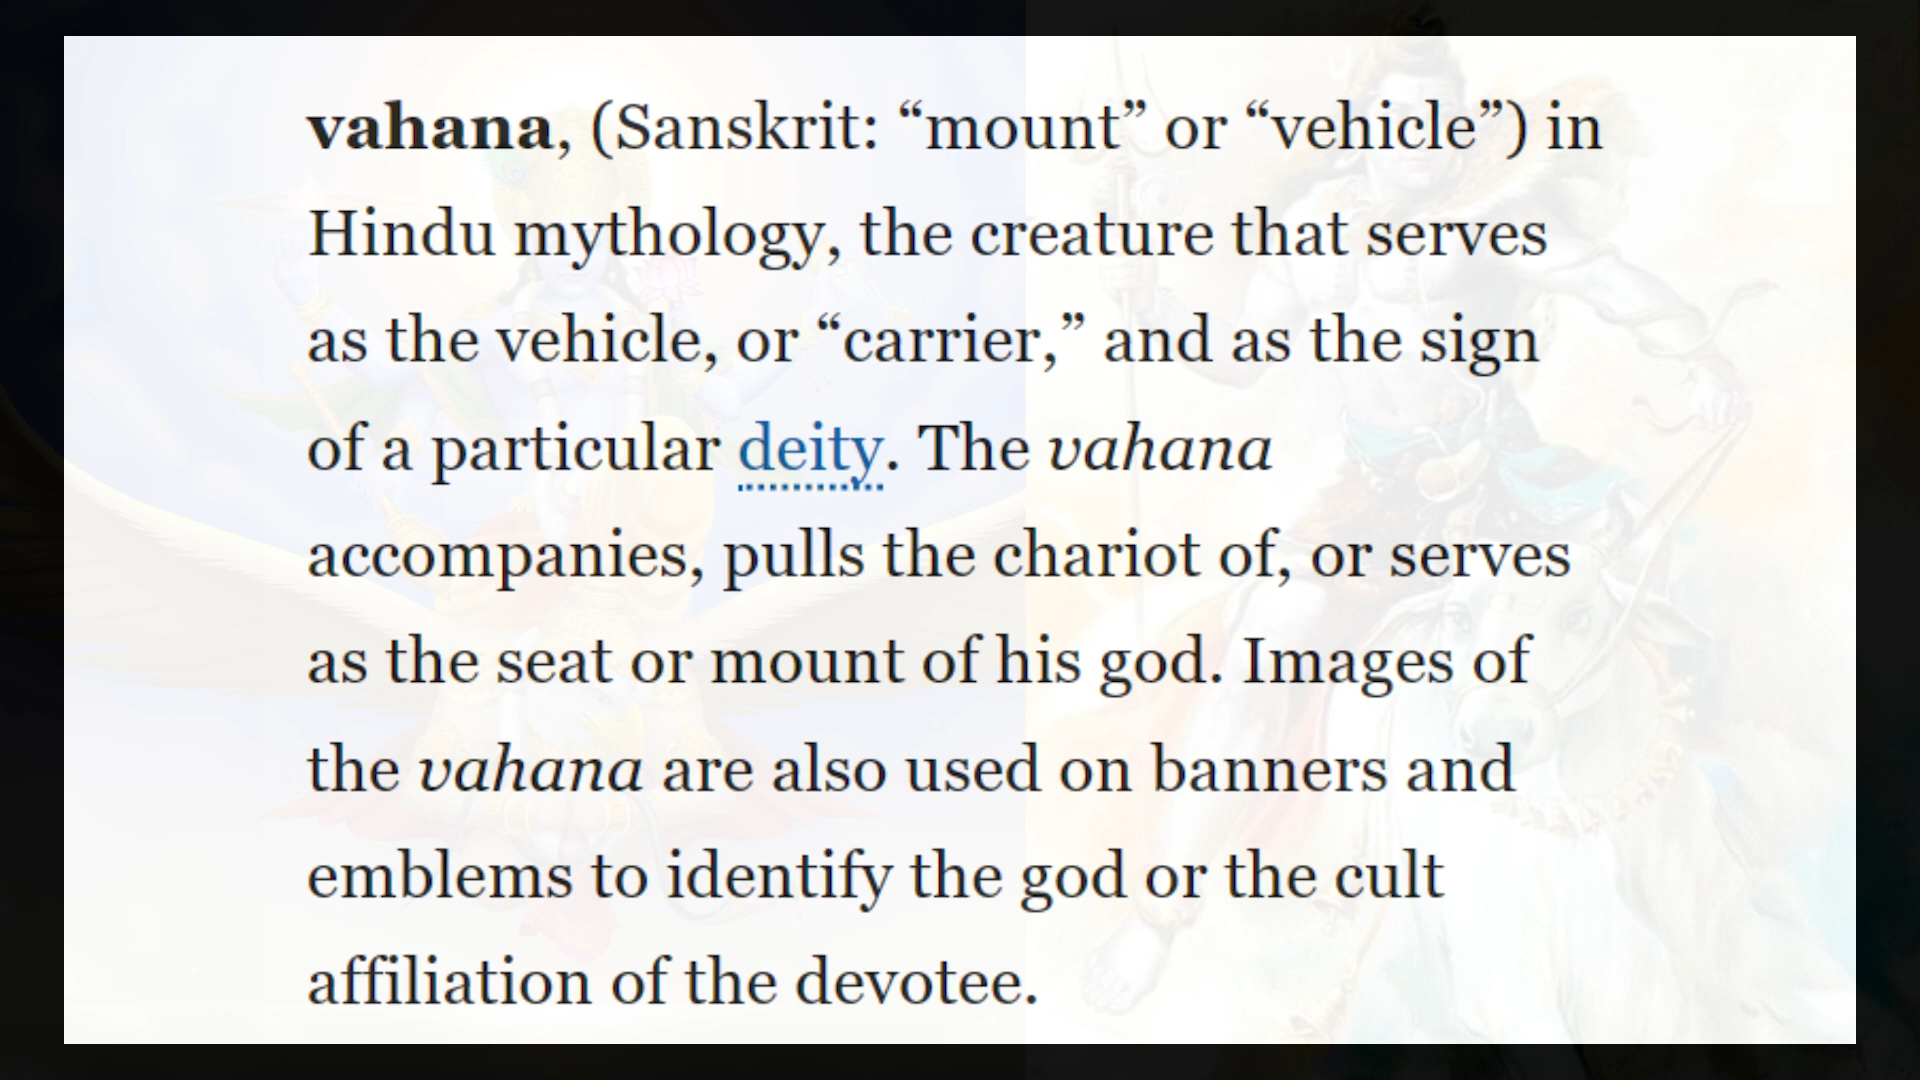 vahana, (Sanskrit: “mount” or “vehicle”) in
Hindu mythology, the creature that serves
as the vehicle, or “carrier,” and as the sign
of a particular deity. The vahana
accompanies, pulls the chariot of, or serves
as the seat or mount of his god. Images of
the vahana are also used on banners and
emblems to identify the god or the cult
affiliation of the devotee.